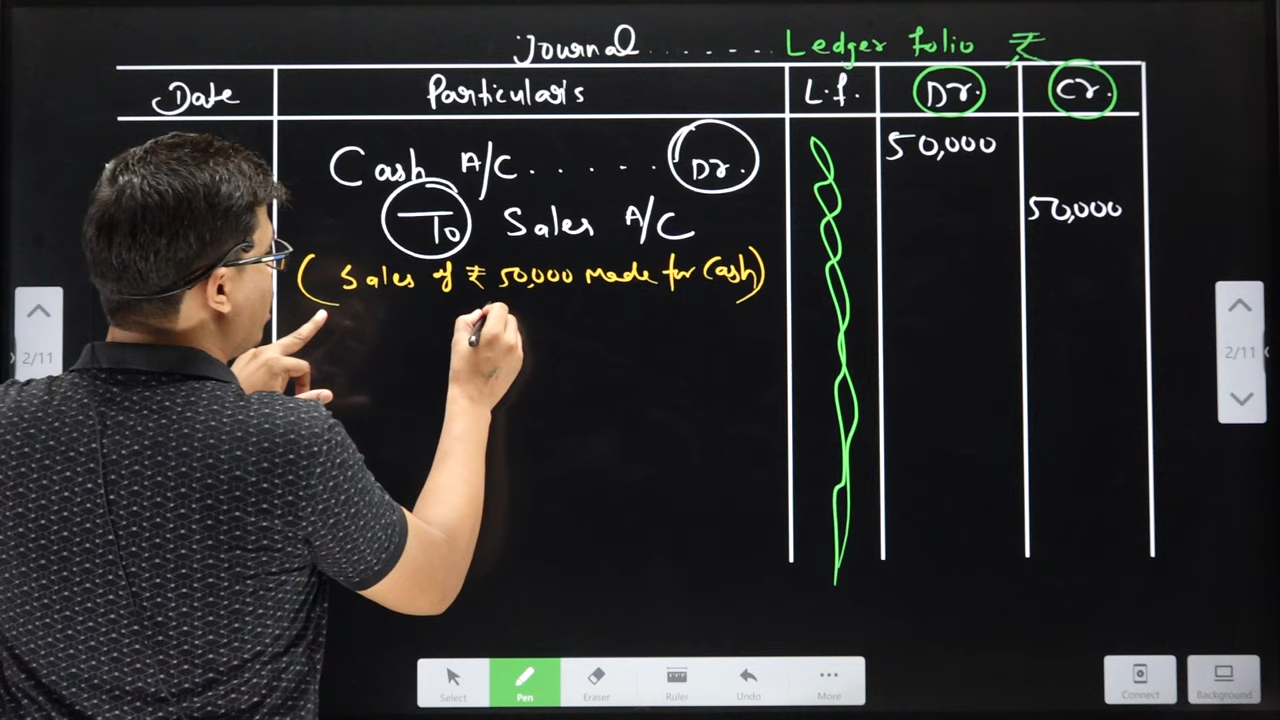 Journal ........ Ledger folio ₹
Date Particulars L.f. Dr. Cr.
Cash A/C...... Dr. 50,000
To Sales A/C 50,000
(Sales of ₹ 50,000 made for Cash)
2/11 2/11
Select Pen Eraser Ruler Undo More Connect Background